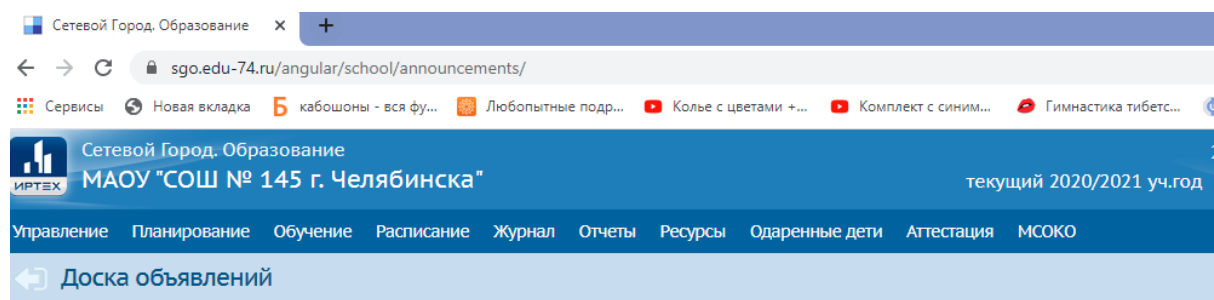 Сетевой Город. Образование
sgo.edu-74.ru/angular/school/announcements/
Сервисы Новая вкладка Б кабошоны - вся фу... Любопытные подр... Колье с цветами +... Комплект с синим... Гимнастика тибетс...
Сетевой Город. Образование
ИРТЕХ МАОУ "СОШ № 145 г. Челябинска"
текущий 2020/2021 уч.год
Управление Планирование Обучение Расписание Журнал Отчеты Ресурсы Одаренные дети Аттестация МСОКО
Доска объявлений